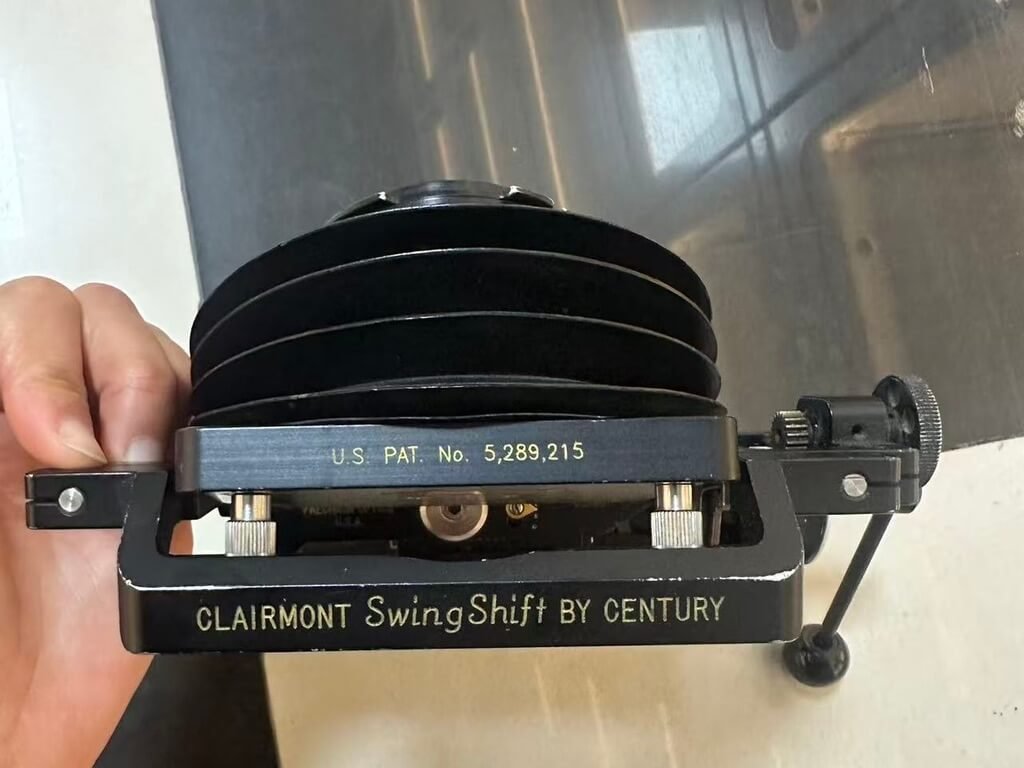 U.S. PAT. No. 5,289,215
U.S.A.
CLAIRMONT SwingShift BY CENTURY